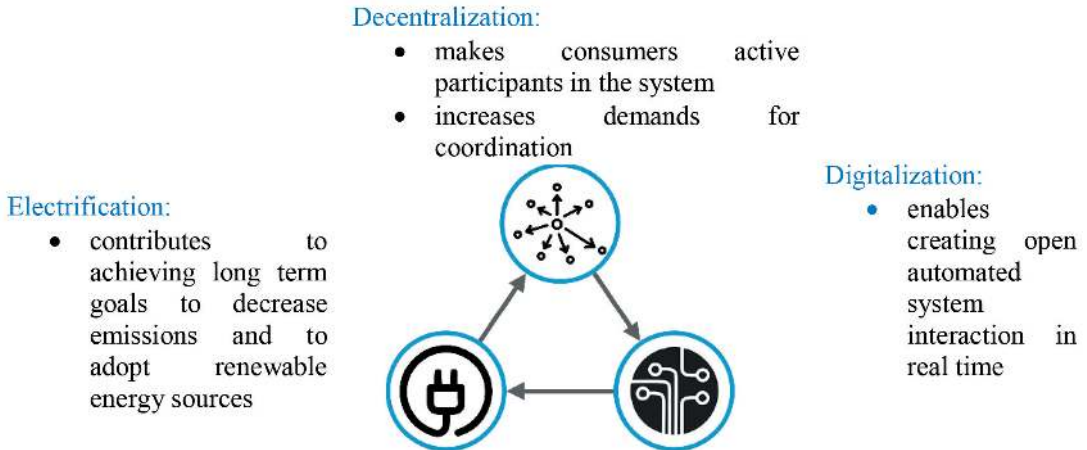 Decentralization:
• makes consumers active
participants in the system
• increases demands for
coordination
Electrification:
• contributes to
achieving long term
goals to decrease
emissions and to
adopt renewable
energy sources
Digitalization:
• enables
creating open
automated
system
interaction in
real time